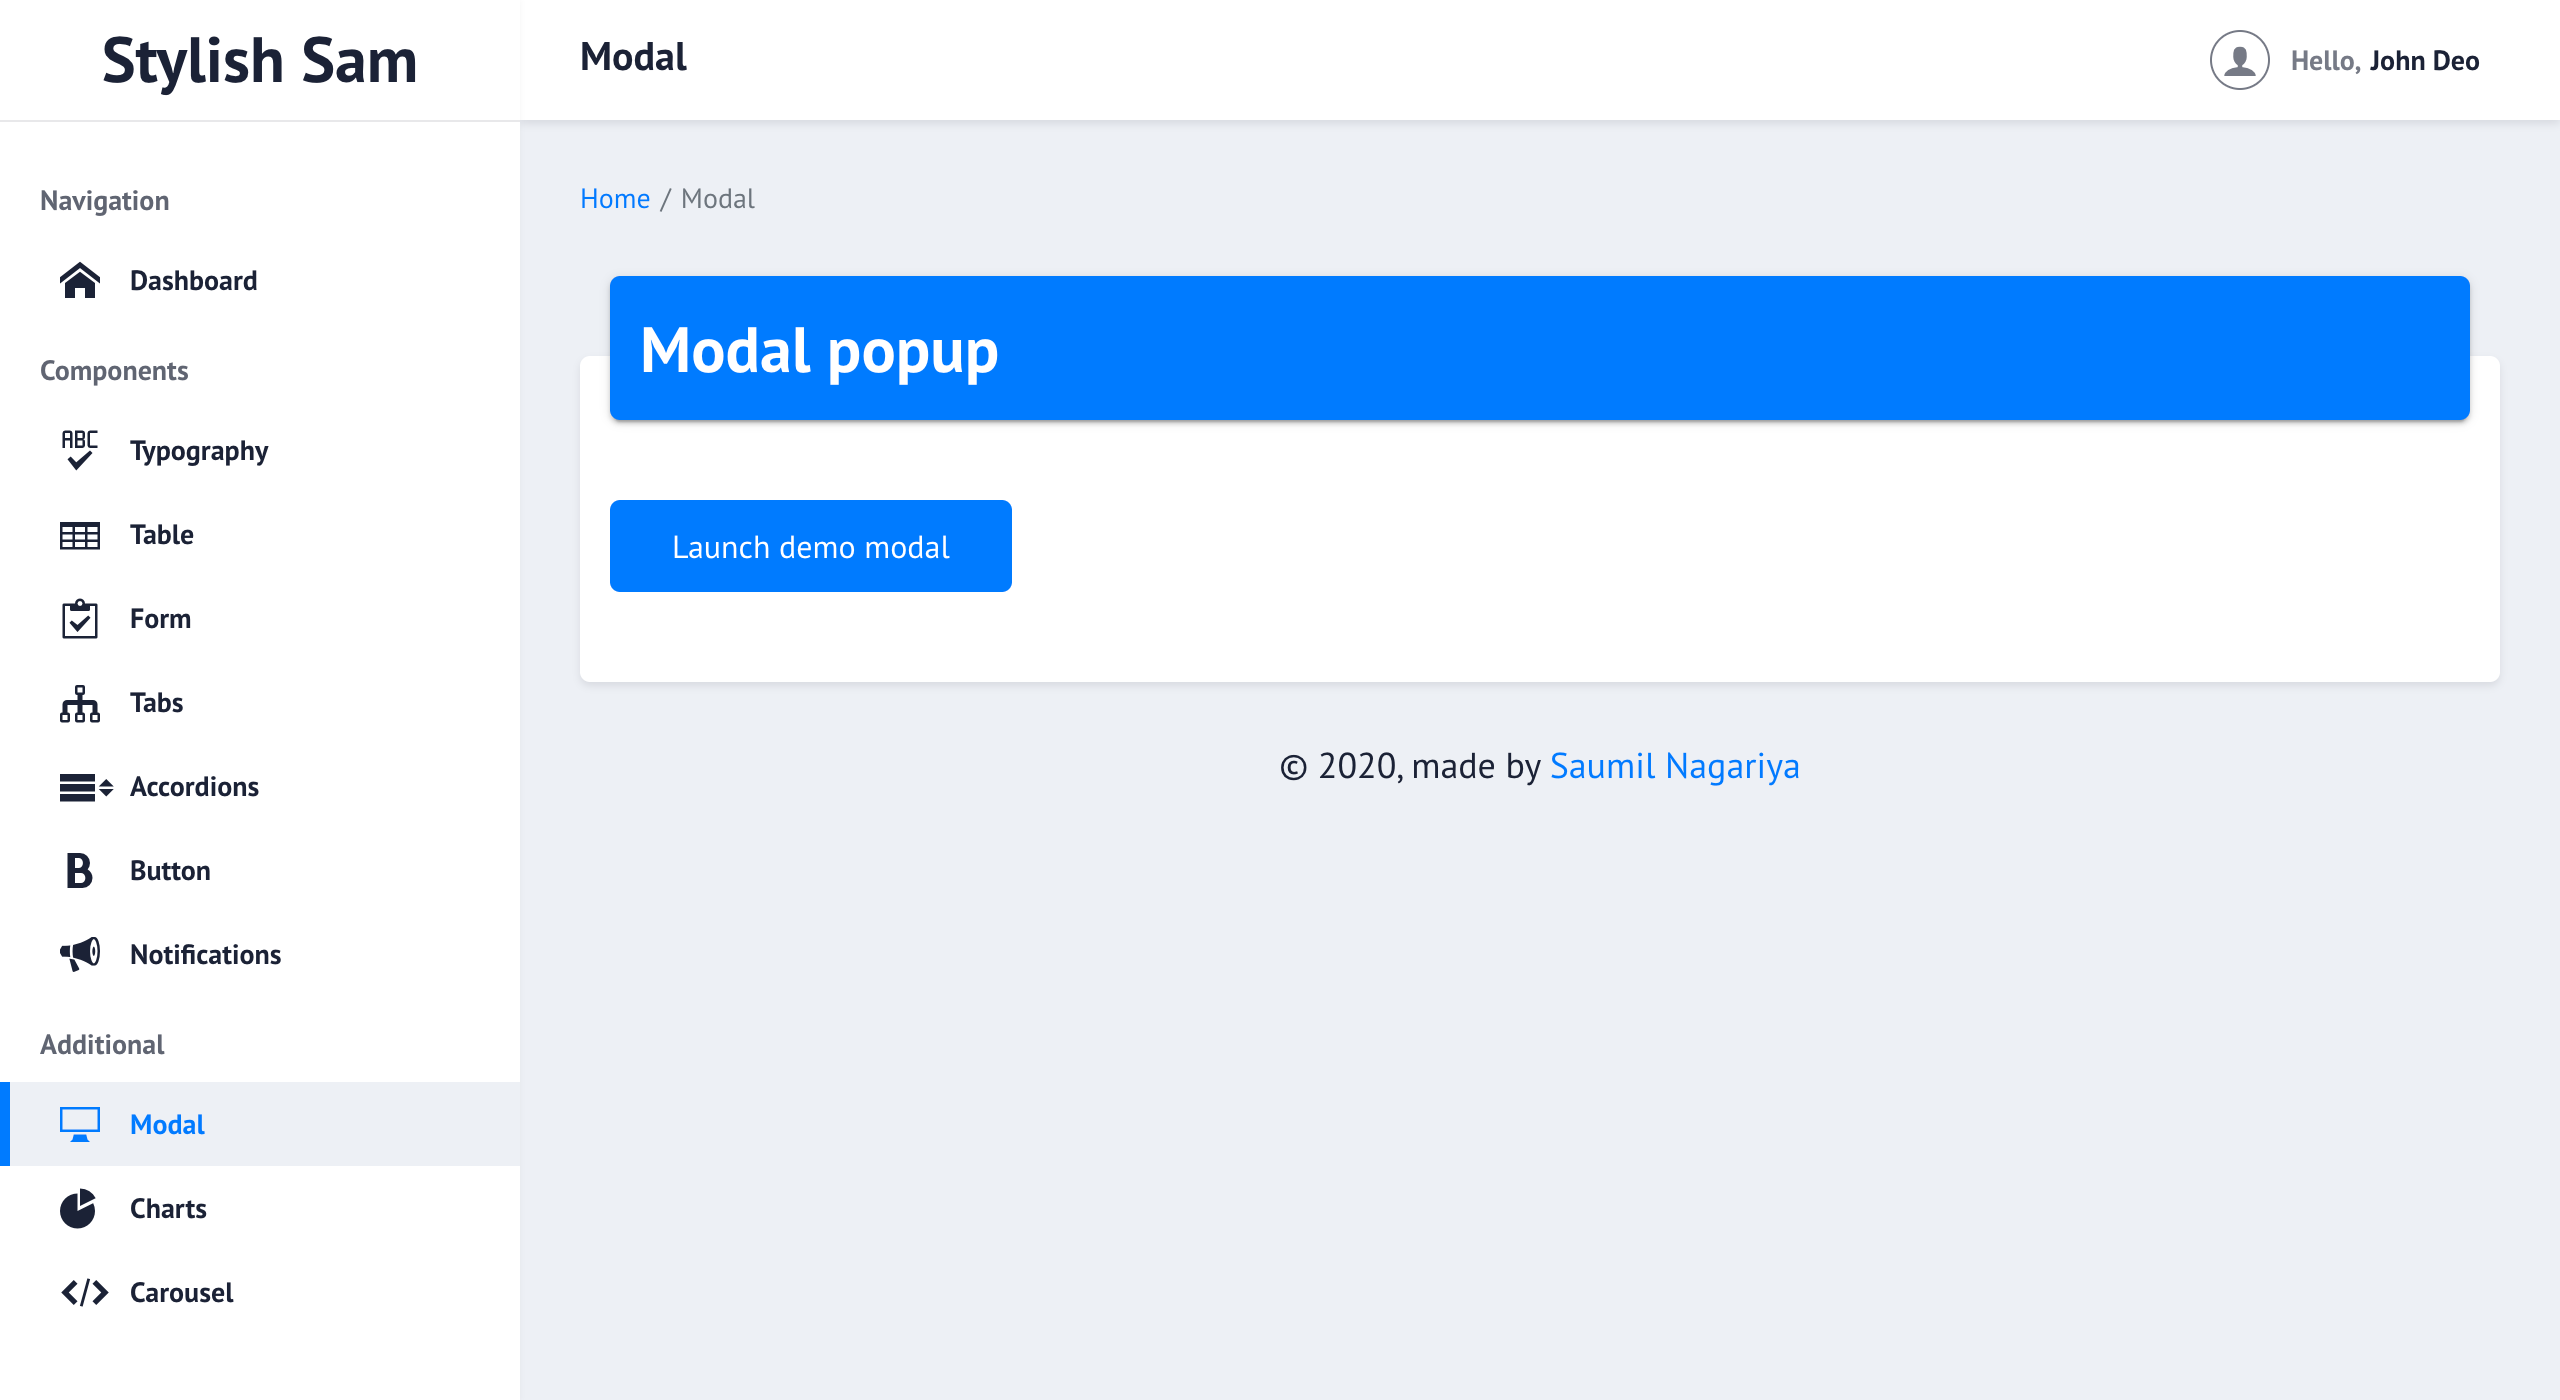 Stylish Sam
Modal
Hello, John Deo
Navigation
Dashboard
Components
ABC
Typography
Table
Form
Tabs
Accordions
B
Button
Notifications
Additional
Modal
Charts
</>
Carousel
Home / Modal
Modal popup
Launch demo modal
© 2020, made by Saumil Nagariya